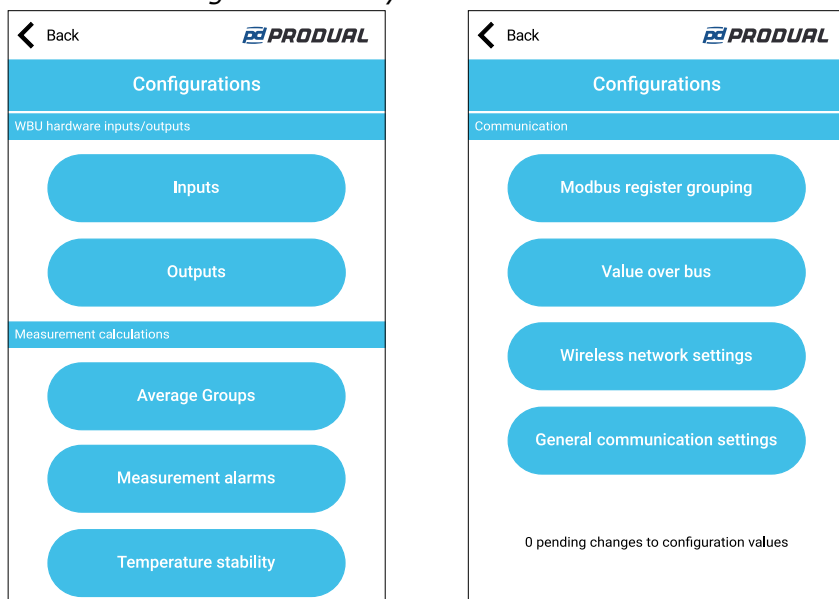 Back
pd PRODUAL
Configurations
WBU hardware inputs/outputs
Inputs
Outputs
Measurement calculations
Average Groups
Measurement alarms
Temperature stability
Back
pd PRODUAL
Configurations
Communication
Modbus register grouping
Value over bus
Wireless network settings
General communication settings
0 pending changes to configuration values